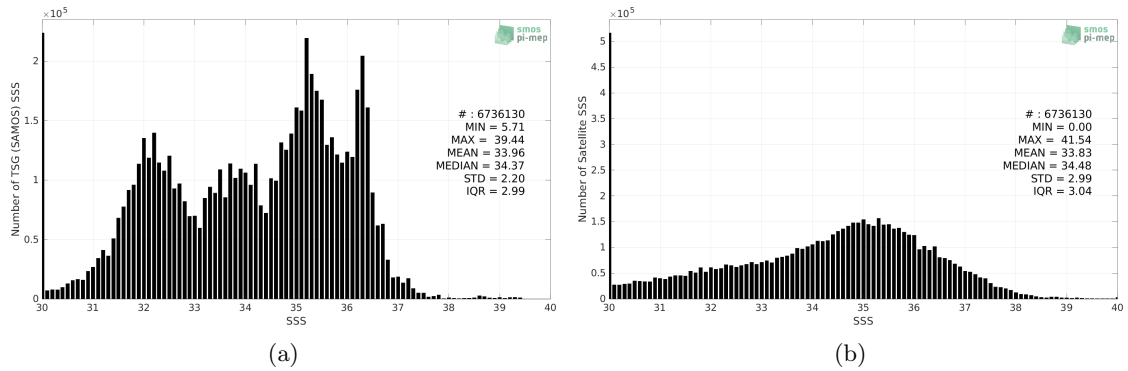 ×10⁵
smos
pi-mep
# : 6736130
MIN = 5.71
MAX = 39.44
MEAN = 33.96
MEDIAN = 34.37
STD = 2.20
IQR = 2.99
Number of TSG (SAMOS) SSS
2
1.5
1
0.5
0
30 31 32 33 34 35 36 37 38 39 40
SSS
(a)
×10⁵
smos
pi-mep
# : 6736130
MIN = 0.00
MAX = 41.54
MEAN = 33.83
MEDIAN = 34.48
STD = 2.99
IQR = 3.04
Number of Satellite SSS
5
4.5
4
3.5
3
2.5
2
1.5
1
0.5
0
30 31 32 33 34 35 36 37 38 39 40
SSS
(b)